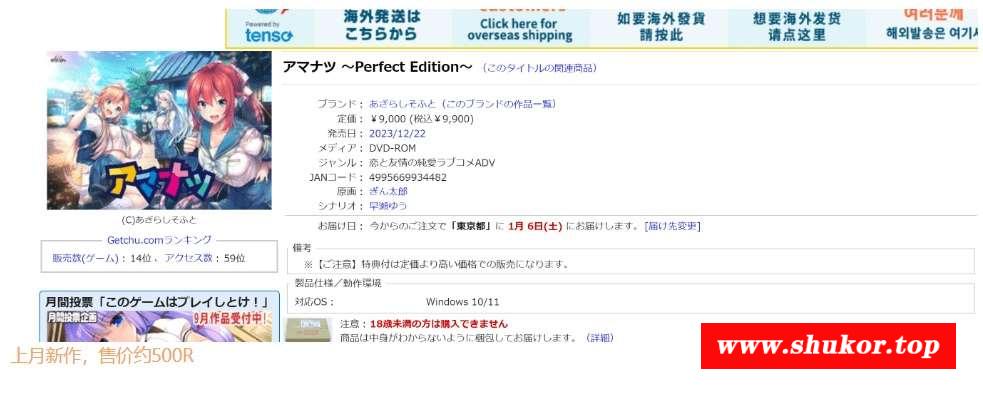 Powered by
tenso
海外発送は
こちらから
customers
Click here for
overseas shipping
如要海外發貨
請按此
想要海外发货
请点这里
여러분께
해외발송은 여기
アマナツ ～Perfect Edition～ （このタイトルの関連商品）
ブランド： あざらしそふと（このブランドの作品一覧）
定価： ￥9,000 (税込￥9,900)
発売日： 2023/12/22
メディア： DVD-ROM
ジャンル： 恋と友情の純愛ラブコメADV
JANコード： 4995669934482
原画： ぎん太郎
シナリオ： 早瀬ゆう
お届け日： 今からのご注文で「東京都」に 1月 6日(土) にお届けします。 [届け先変更]
アマナツ
(C)あざらしそふと
Getchu.comランキング
販売数(ゲーム)： 14位 、アクセス数： 59位
備考
※【ご注意】特典付は定価より高い価格での販売になります。
製品仕様／動作環境
対応OS： Windows 10/11
月間投票「このゲームはプレイしとけ！」
月間投票企画
9月作品受付中!
注意：18歳未満の方は購入できません
商品は中身がわからないように梱包してお届けします。（詳細）
www.shukor.top
上月新作，售价约500R